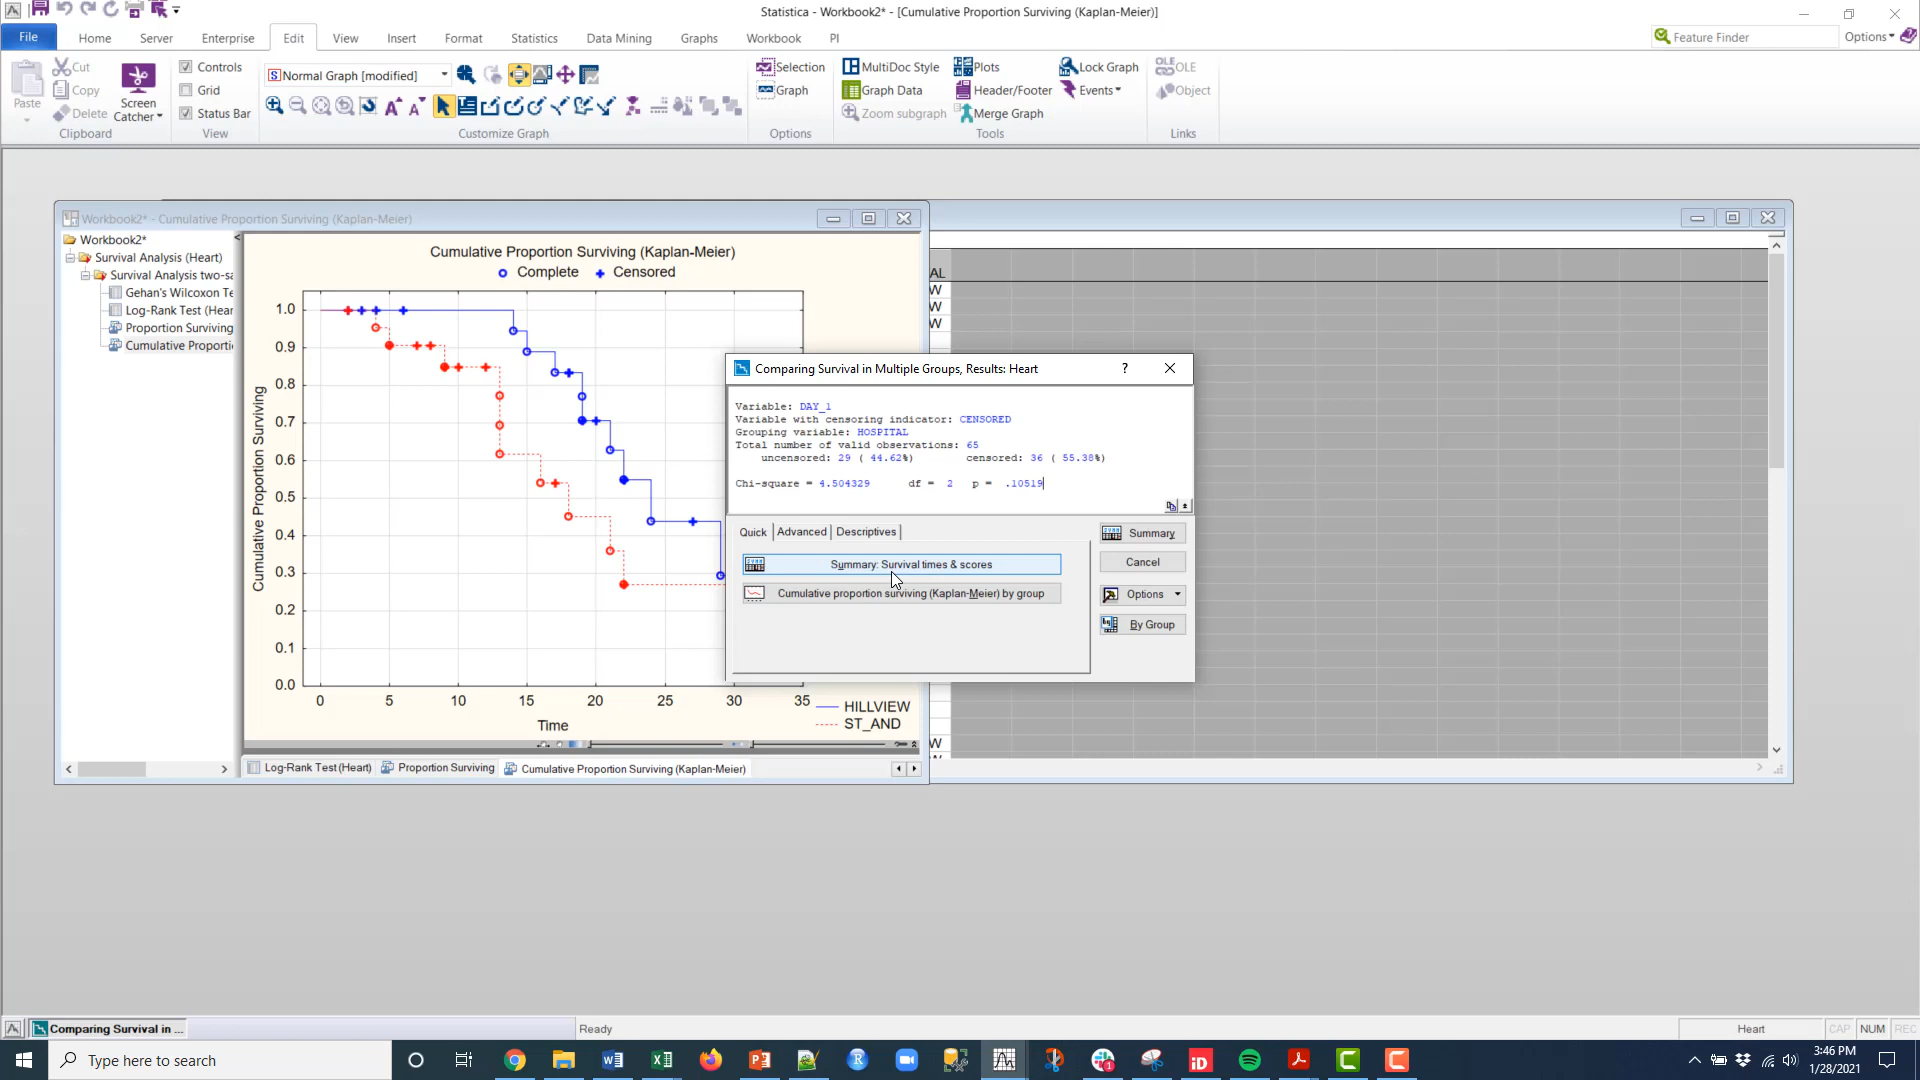 Statistica - Workbook2* - [Cumulative Proportion Surviving (Kaplan-Meier)]
File
Home
Server
Enterprise
Edit
View
Insert
Format
Statistics
Data Mining
Graphs
Workbook
PI
Feature Finder
Options
Paste
Cut
Copy
Delete
Screen
Catcher
Clipboard
Controls
Grid
Status Bar
View
Normal Graph [modified]
Customize Graph
Selection
Graph
Options
MultiDoc Style
Graph Data
Zoom subgraph
Plots
Header/Footer
Merge Graph
Lock Graph
Events
Tools
OLE
Object
Links
Workbook2* - Cumulative Proportion Surviving (Kaplan-Meier)
Workbook2*
Survival Analysis (Heart)
Survival Analysis two-sa
Gehan's Wilcoxon Te
Log-Rank Test (Hear
Proportion Surviving
Cumulative Proporti
Cumulative Proportion Surviving (Kaplan-Meier)
Complete Censored
1.0
0.9
0.8
0.7
0.6
0.5
0.4
0.3
0.2
0.1
0.0
Cumulative Proportion Surviving
0 5 10 15 20 25 30 35
Time
HILLVIEW
ST_AND
Log-Rank Test (Heart)
Proportion Surviving
Cumulative Proportion Surviving (Kaplan-Meier)
AL
W
W
W
W
Comparing Survival in Multiple Groups, Results: Heart
?
Variable: DAY_1
Variable with censoring indicator: CENSORED
Grouping variable: HOSPITAL
Total number of valid observations: 65
uncensored: 29 ( 44.62%) censored: 36 ( 55.38%)
Chi-square = 4.504329 df = 2 p = .10519
Quick
Advanced
Descriptives
Summary: Survival times & scores
Cumulative proportion surviving (Kaplan-Meier) by group
Summary
Cancel
Options
By Group
Comparing Survival in ...
Ready
Heart
CAP
NUM
REC
Type here to search
3:46 PM
1/28/2021